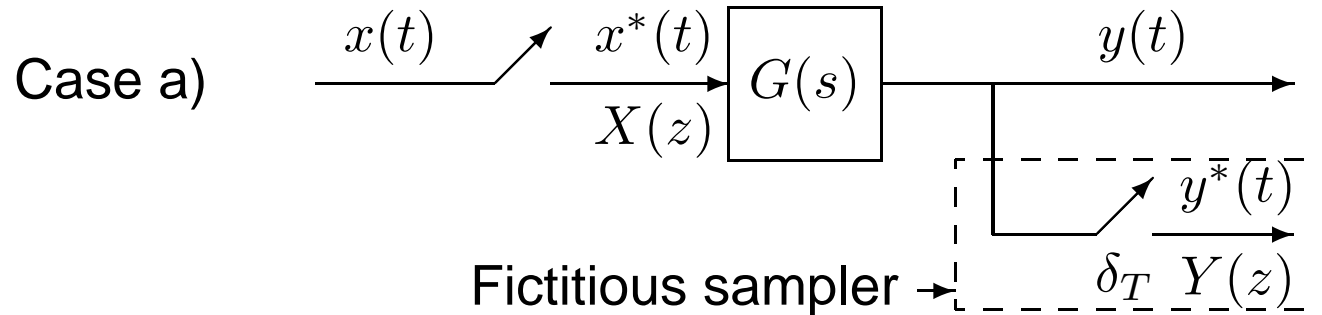 Case a)
x(t)
x*(t)
X(z)
G(s)
y(t)
y*(t)
δ_T Y(z)
Fictitious sampler